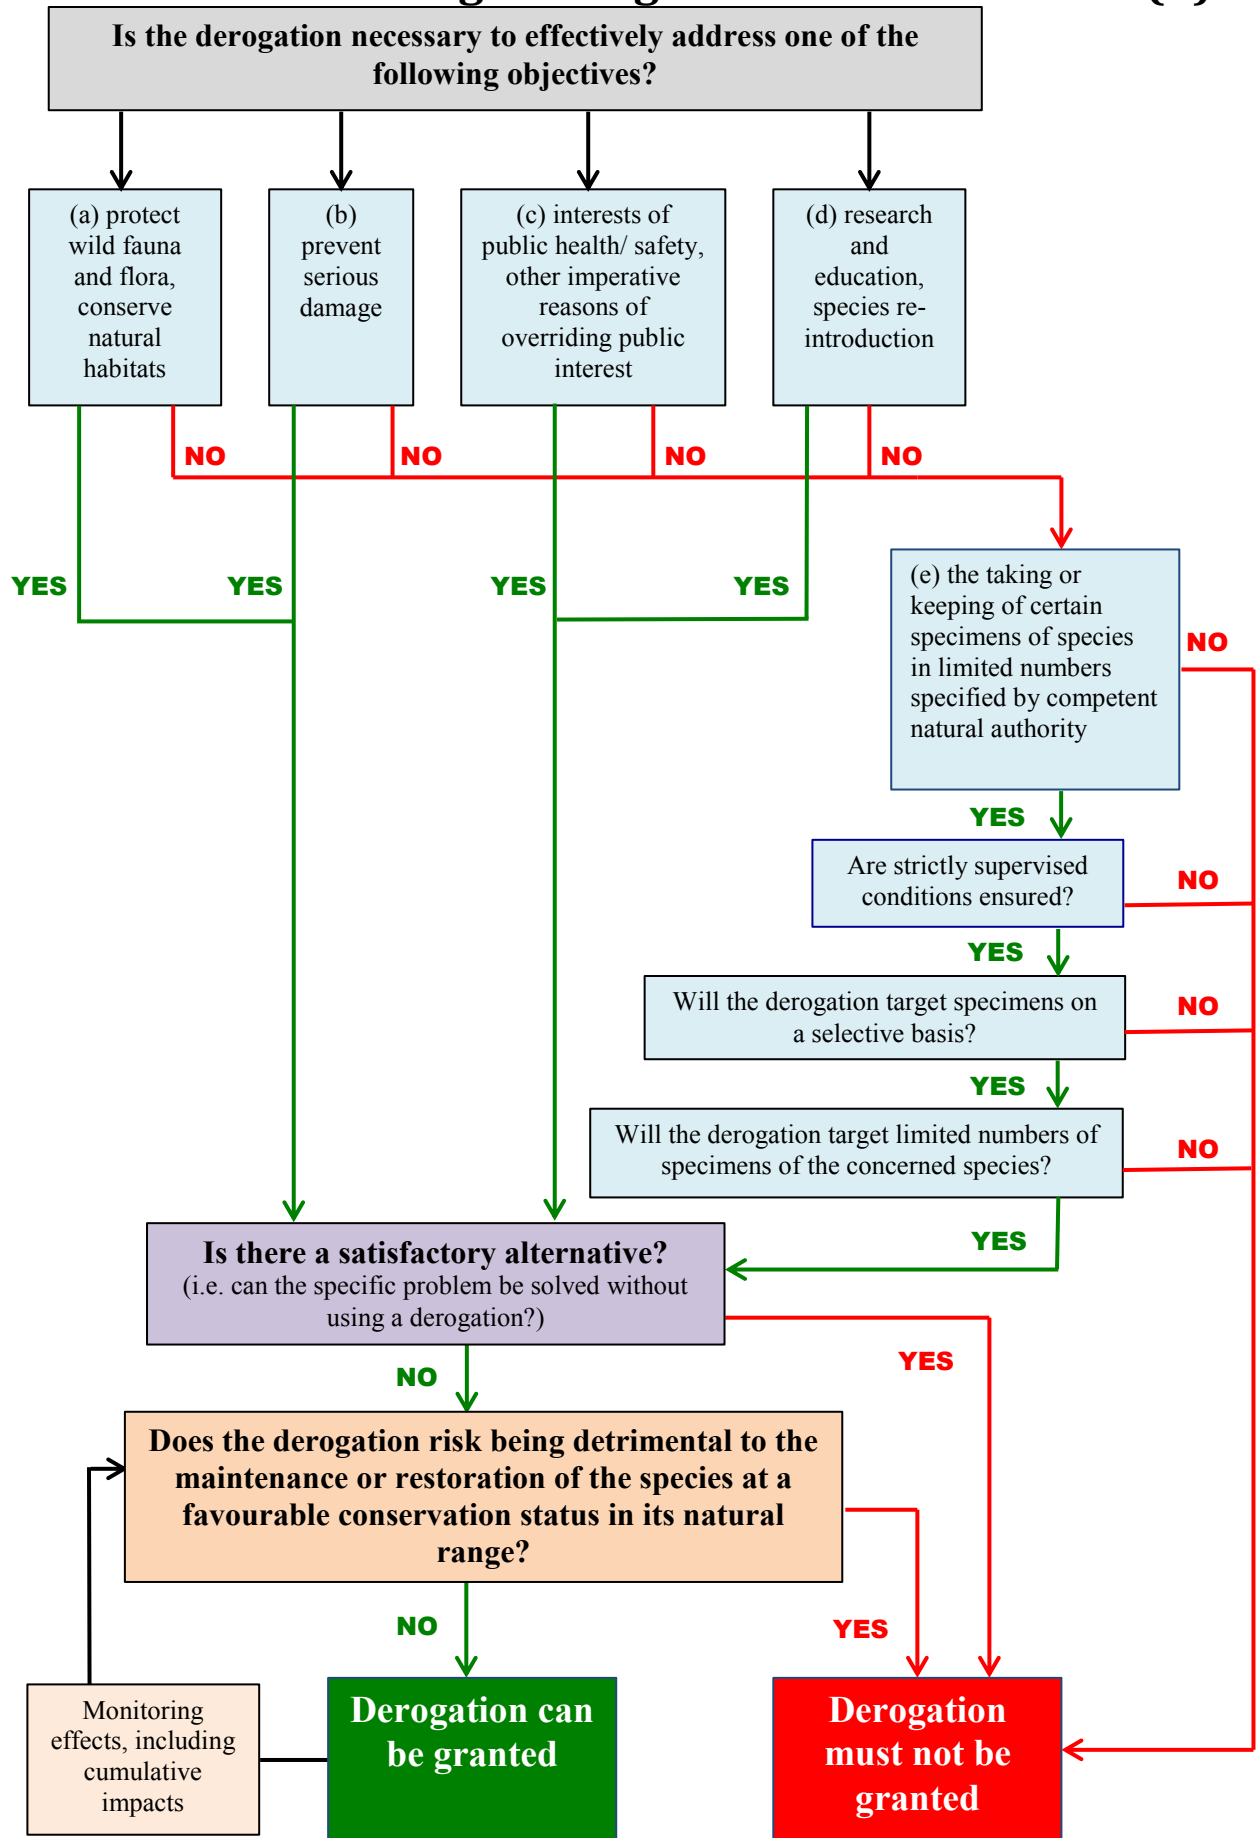 Is the derogation necessary to effectively address one of the
following objectives?
(a) protect
wild fauna
and flora,
conserve
natural
habitats
(b)
prevent
serious
damage
(c) interests of
public health/ safety,
other imperative
reasons of
overriding public
interest
(d) research
and
education,
species re-
introduction
NO
NO
NO
NO
YES
YES
YES
YES
(e) the taking or
keeping of certain
specimens of species
in limited numbers
specified by competent
natural authority
NO
YES
Are strictly supervised
conditions ensured?
NO
YES
Will the derogation target specimens on
a selective basis?
NO
YES
Will the derogation target limited numbers of
specimens of the concerned species?
NO
YES
Is there a satisfactory alternative?
(i.e. can the specific problem be solved without
using a derogation?)
YES
NO
Does the derogation risk being detrimental to the
maintenance or restoration of the species at a
favourable conservation status in its natural
range?
NO
YES
Monitoring
effects, including
cumulative
impacts
Derogation can
be granted
Derogation
must not be
granted